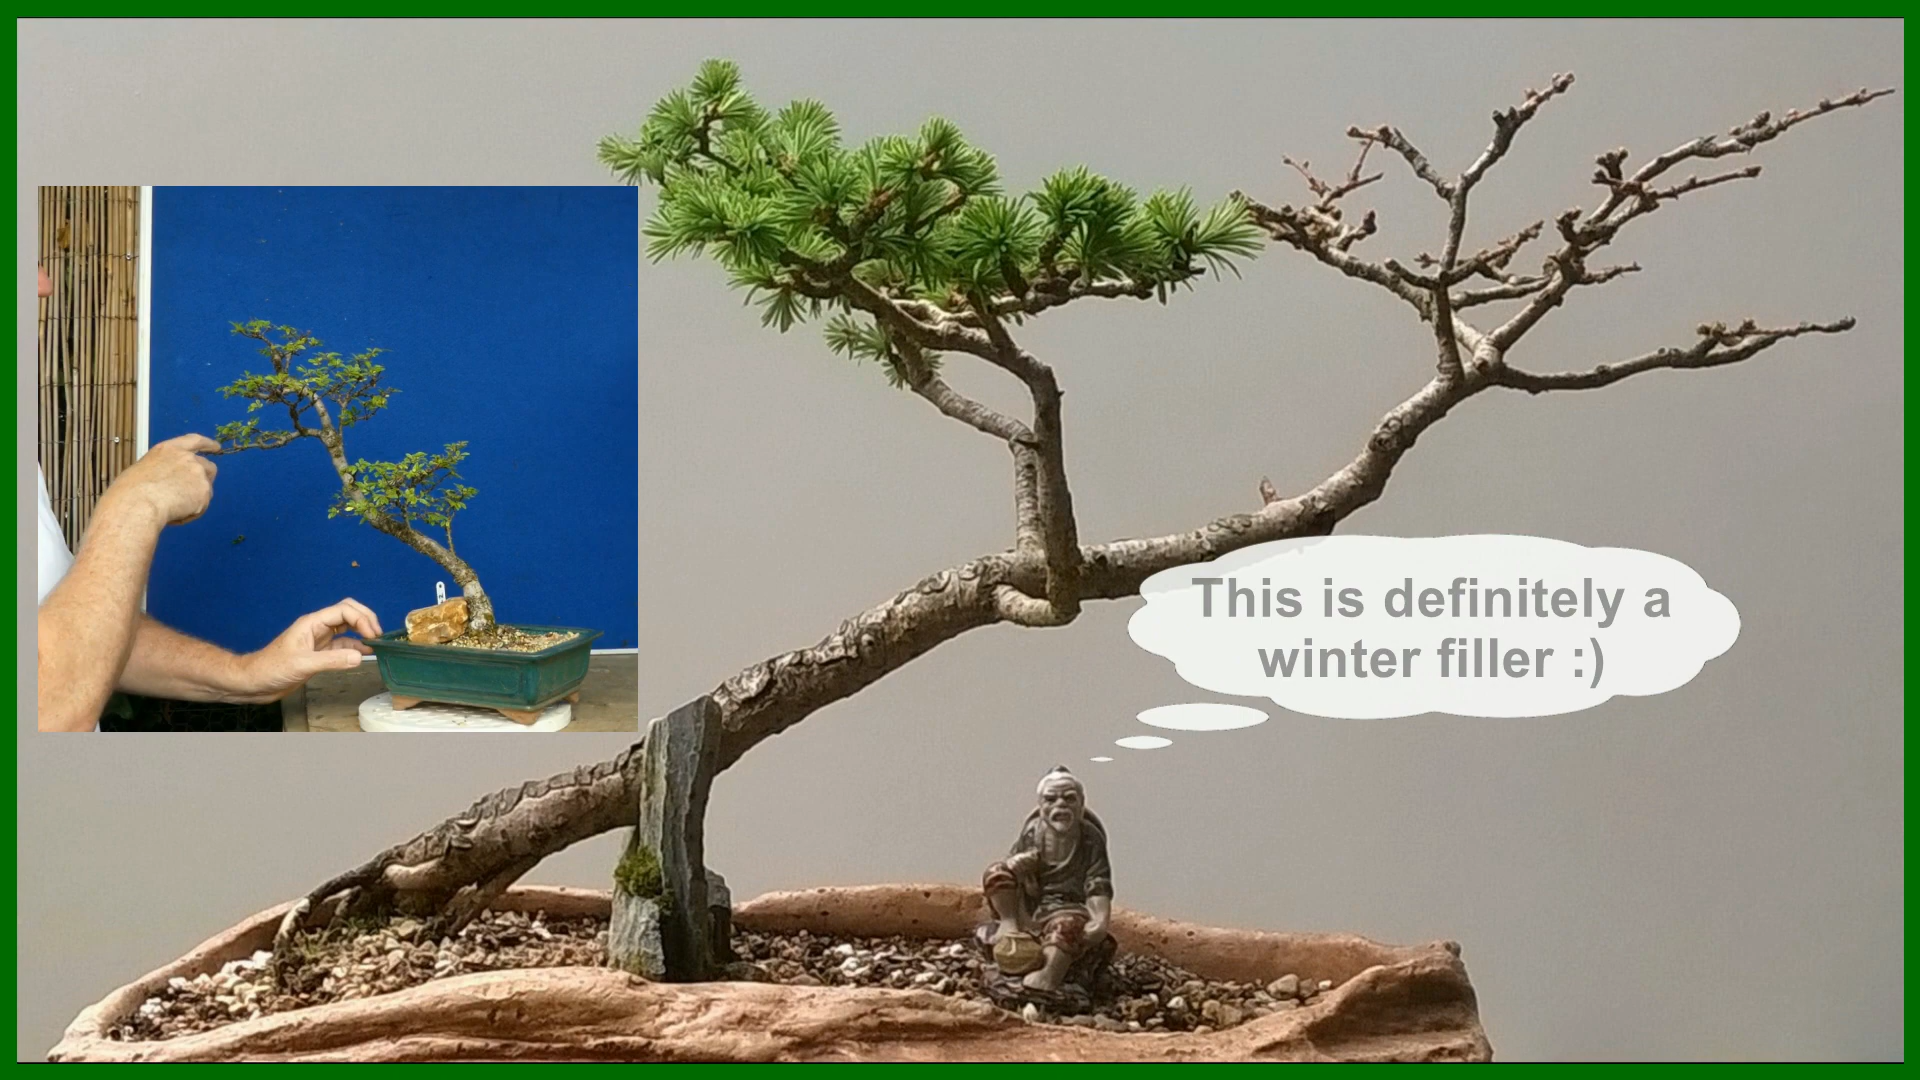 This is definitely a
winter filler :)